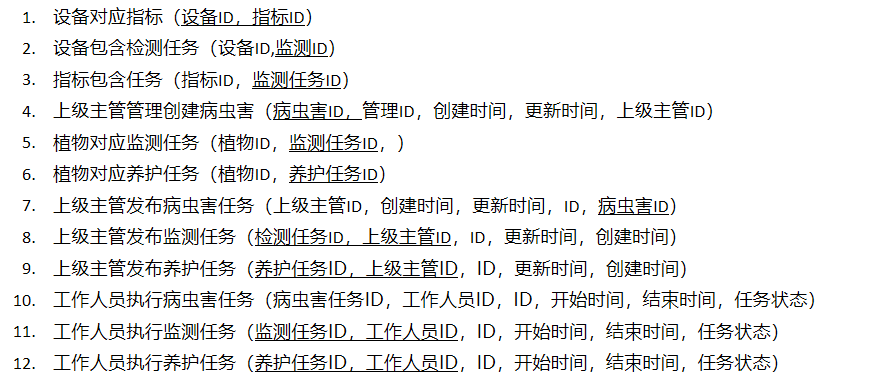 1. 设备对应指标（设备ID，指标ID）
2. 设备包含检测任务（设备ID,监测ID）
3. 指标包含任务（指标ID，监测任务ID）
4. 上级主管管理创建病虫害（病虫害ID，管理ID，创建时间，更新时间，上级主管ID）
5. 植物对应监测任务（植物ID，监测任务ID，）
6. 植物对应养护任务（植物ID，养护任务ID）
7. 上级主管发布病虫害任务（上级主管ID，创建时间，更新时间，ID，病虫害ID）
8. 上级主管发布监测任务（检测任务ID，上级主管ID，ID，更新时间，创建时间）
9. 上级主管发布养护任务（养护任务ID，上级主管ID，ID，更新时间，创建时间）
10. 工作人员执行病虫害任务（病虫害任务ID，工作人员ID，ID，开始时间，结束时间，任务状态）
11. 工作人员执行监测任务（监测任务ID，工作人员ID，ID，开始时间，结束时间，任务状态）
12. 工作人员执行养护任务（养护任务ID，工作人员ID，ID，开始时间，结束时间，任务状态）